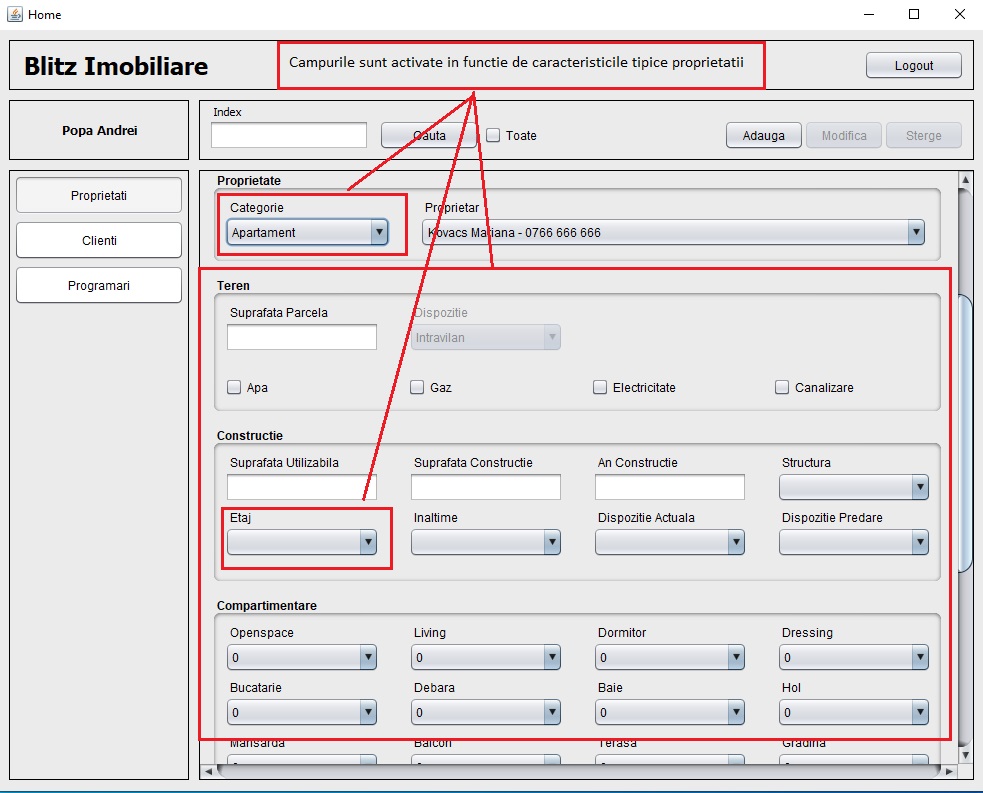 Home
Blitz Imobiliare
Campurile sunt activate in functie de caracteristicile tipice proprietatii
Logout
Popa Andrei
Index
Cauta
Toate
Adauga
Modifica
Sterge
Proprietati
Clienti
Programari
Proprietate
Categorie
Proprietar
Apartament
Kovacs Mariana - 0766 666 666
Teren
Suprafata Parcela
Dispozitie
Intravilan
Apa
Gaz
Electricitate
Canalizare
Constructie
Suprafata Utilizabila
Suprafata Constructie
An Constructie
Structura
Etaj
Inaltime
Dispozitie Actuala
Dispozitie Predare
Compartimentare
Openspace
Living
Dormitor
Dressing
0
0
0
0
Bucatarie
Debara
Baie
Hol
0
0
0
0
Mansarda
Balcon
Terasa
Gradina